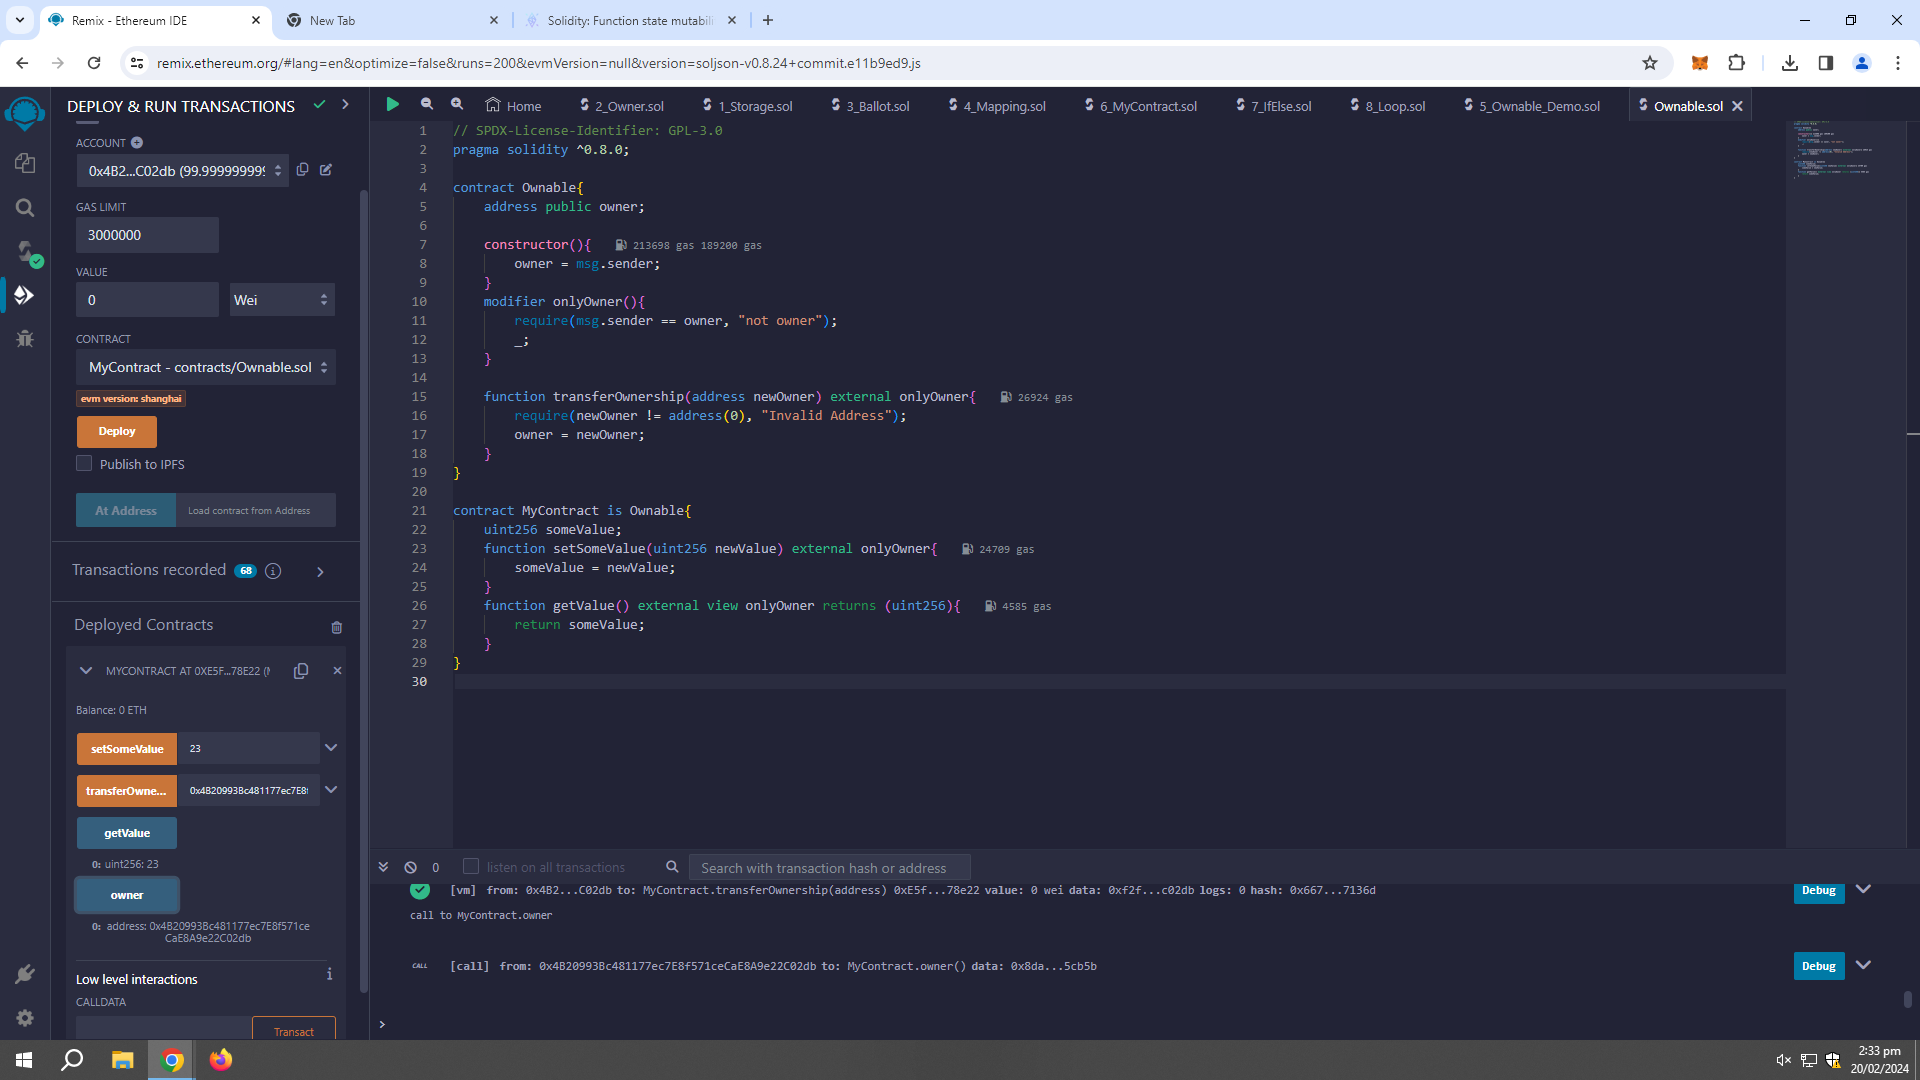 Remix - Ethereum IDE
New Tab
Solidity: Function state mutabili
remix.ethereum.org/#lang=en&optimize=false&runs=200&evmVersion=null&version=soljson-v0.8.24+commit.e11b9ed9.js
DEPLOY & RUN TRANSACTIONS
ACCOUNT
0x4B2...C02db (99.9999999999
GAS LIMIT
3000000
VALUE
0
Wei
CONTRACT
MyContract - contracts/Ownable.sol
evm version: shanghai
Deploy
Publish to IPFS
At Address
Load contract from Address
Transactions recorded 68 i
Deployed Contracts
MYCONTRACT AT 0XE5F...78E22 (M
Balance: 0 ETH
setSomeValue 23
transferOwne... 0x4B20993Bc481177ec7E8f
getValue
0: uint256: 23
owner
0: address: 0x4B20993Bc481177ec7E8f571ce
CaE8A9e22C02db
Low level interactions i
CALLDATA
Transact
Home
2_Owner.sol
1_Storage.sol
3_Ballot.sol
4_Mapping.sol
6_MyContract.sol
7_IfElse.sol
8_Loop.sol
5_Ownable_Demo.sol
Ownable.sol
1 // SPDX-License-Identifier: GPL-3.0
2 pragma solidity ^0.8.0;
3
4 contract Ownable{
5 address public owner;
6
7 constructor(){ 213698 gas 189200 gas
8 owner = msg.sender;
9 }
10 modifier onlyOwner(){
11 require(msg.sender == owner, "not owner");
12 _;
13 }
14
15 function transferOwnership(address newOwner) external onlyOwner{ 26924 gas
16 require(newOwner != address(0), "Invalid Address");
17 owner = newOwner;
18 }
19 }
20
21 contract MyContract is Ownable{
22 uint256 someValue;
23 function setSomeValue(uint256 newValue) external onlyOwner{ 24709 gas
24 someValue = newValue;
25 }
26 function getValue() external view onlyOwner returns (uint256){ 4585 gas
27 return someValue;
28 }
29 }
30
0
listen on all transactions
Search with transaction hash or address
[vm] from: 0x4B2...C02db to: MyContract.transferOwnership(address) 0xE5f...78e22 value: 0 wei data: 0xf2f...c02db logs: 0 hash: 0x667...7136d
Debug
call to MyContract.owner
CALL [call] from: 0x4B20993Bc481177ec7E8f571ceCaE8A9e22C02db to: MyContract.owner() data: 0x8da...5cb5b
Debug
>
2:33 pm
20/02/2024